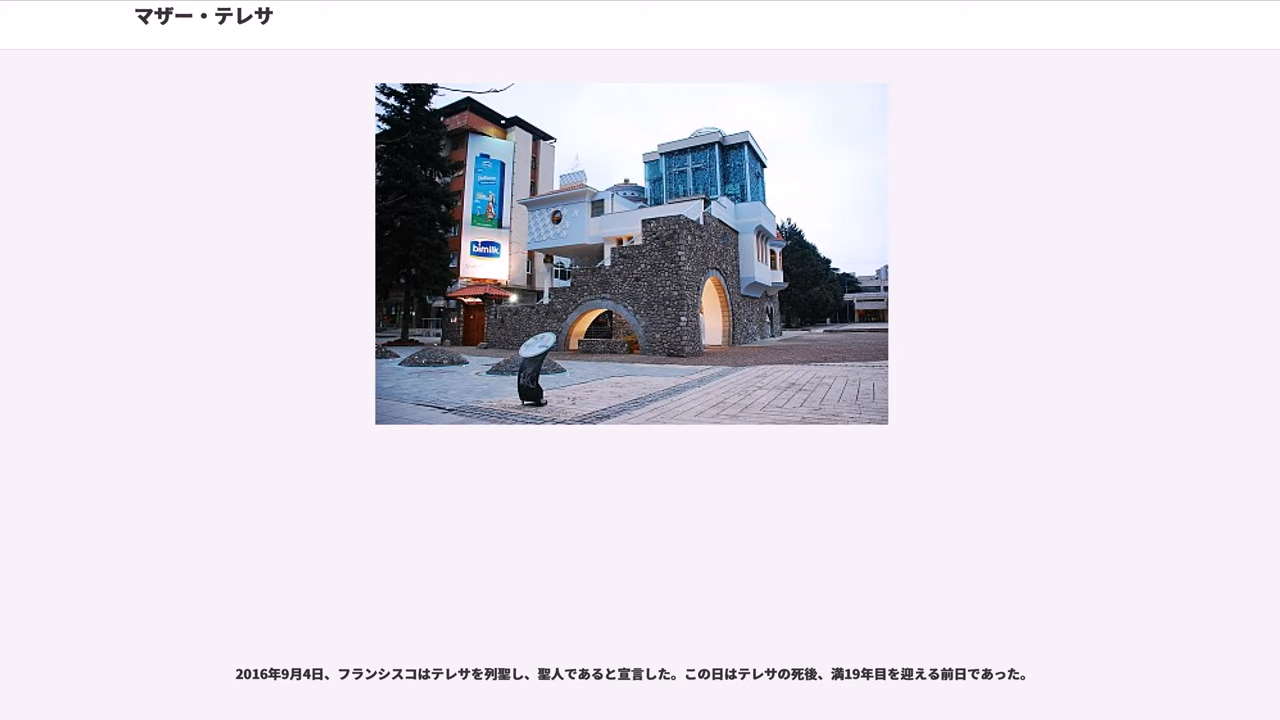 マザー・テレサ
bimilk
2016年9月4日、フランシスコはテレサを列聖し、聖人であると宣言した。この日はテレサの死後、満19年目を迎える前日であった。